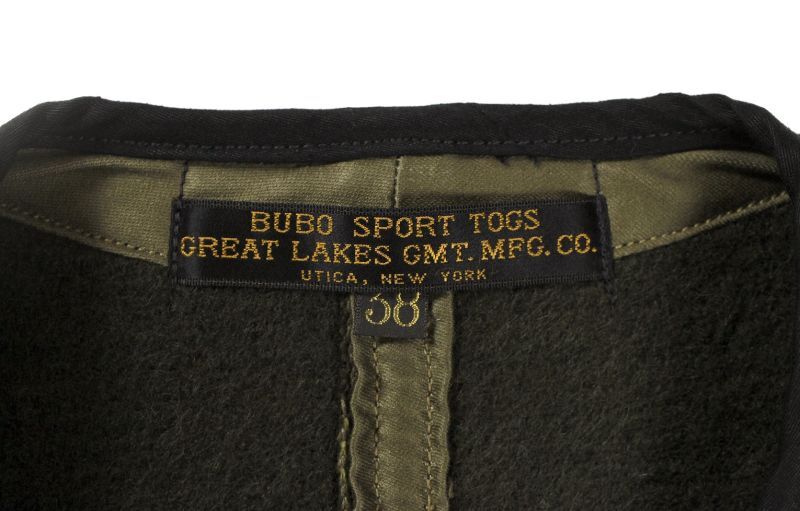 BUBO SPORT TOGS
GREAT LAKES GMT. MFG. CO.
UTICA, NEW YORK
38